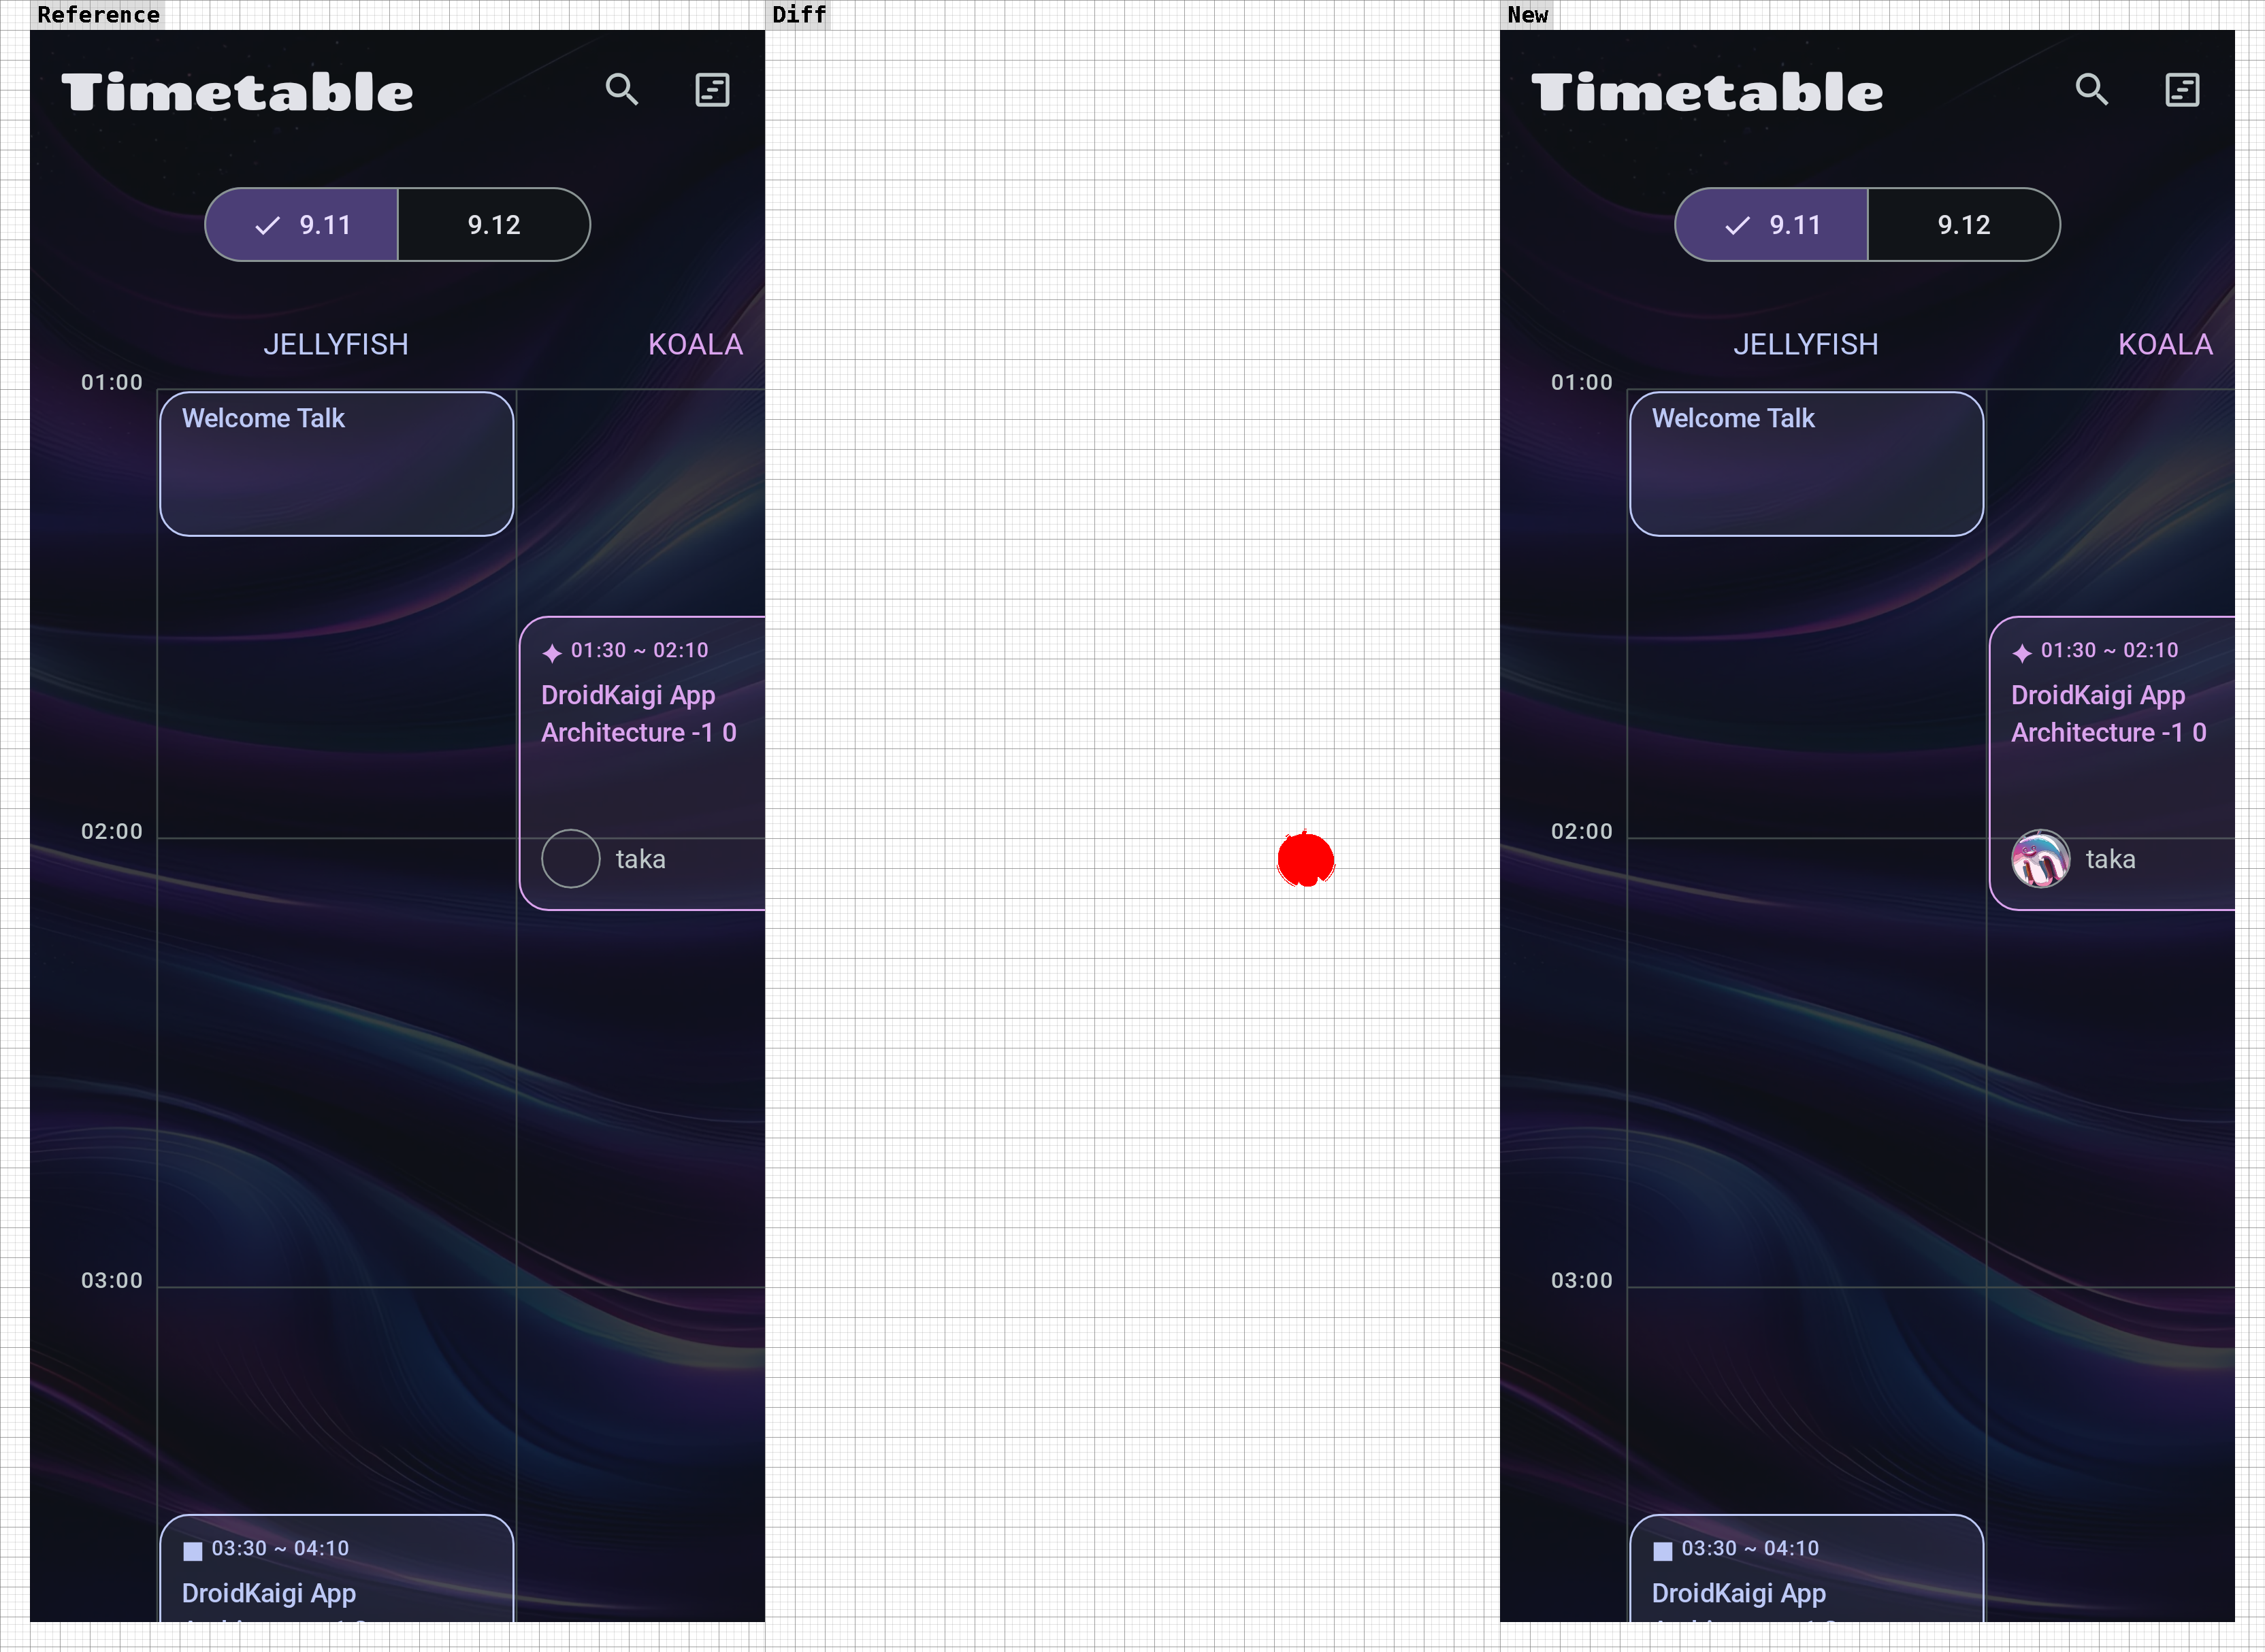 Reference
Timetable
9.11
9.12
JELLYFISH
KOALA
01:00
Welcome Talk
01:30 ~ 02:10
DroidKaigi App
Architecture -1 0
02:00
taka
03:00
03:30 ~ 04:10
DroidKaigi App
Diff
New
Timetable
9.11
9.12
JELLYFISH
KOALA
01:00
Welcome Talk
01:30 ~ 02:10
DroidKaigi App
Architecture -1 0
02:00
taka
03:00
03:30 ~ 04:10
DroidKaigi App